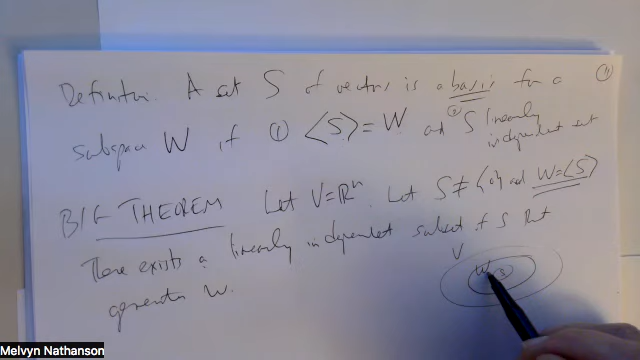 Definition. A set S of vectors is a basis for a
subspace W if ① ⟨S⟩ = W and ② S linearly
independent set
⑪
BIG THEOREM Let V = ℝⁿ. Let S ≠ {0} and W = ⟨S⟩
There exists a linearly independent subset of S that
generates W.
V
W
S
Melvyn Nathanson